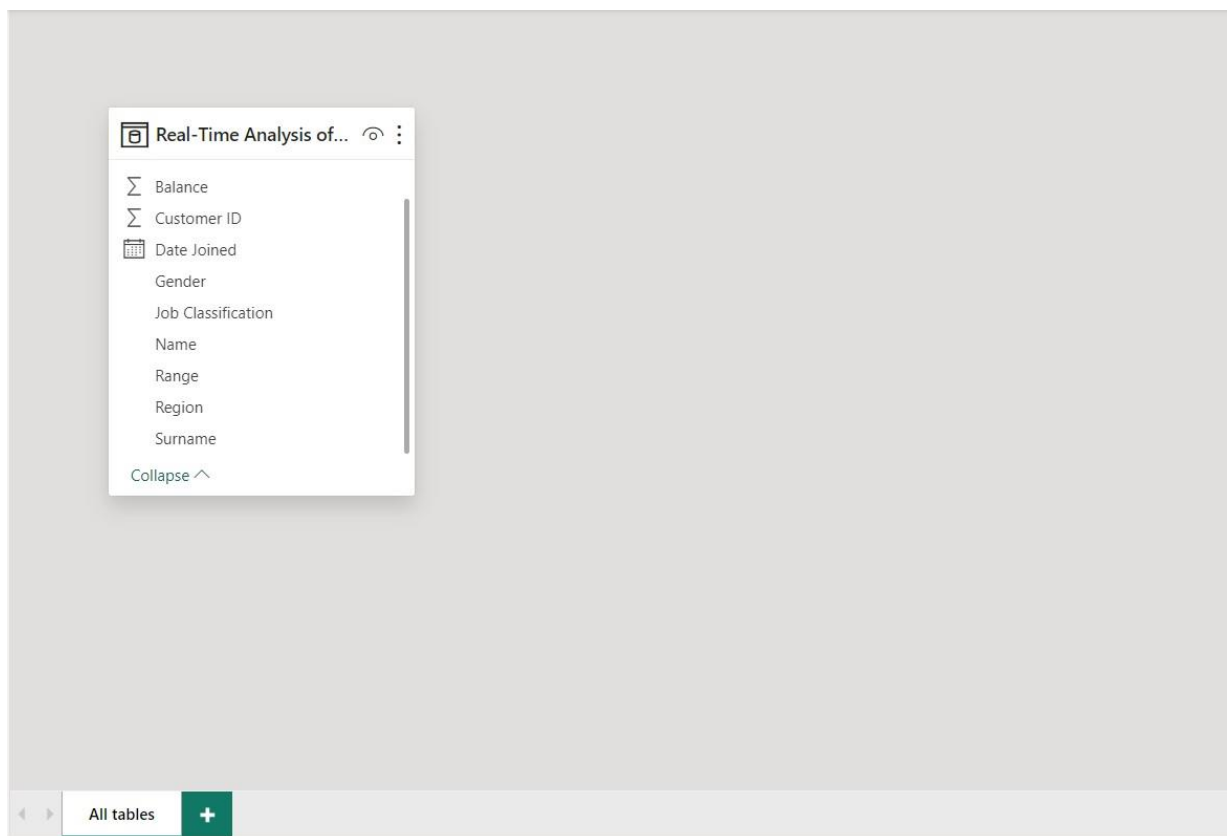 Real-Time Analysis of...
Balance
Customer ID
Date Joined
Gender
Job Classification
Name
Range
Region
Surname
Collapse
All tables